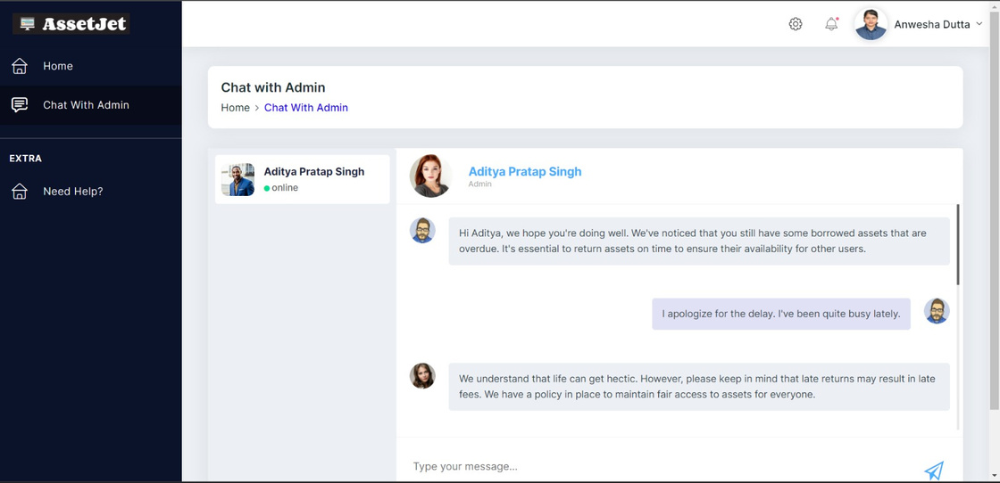 AssetJet
Anwesha Dutta
Home
Chat With Admin
EXTRA
Need Help?
Chat with Admin
Home > Chat With Admin
Aditya Pratap Singh
online
Aditya Pratap Singh
Admin
Hi Aditya, we hope you're doing well. We've noticed that you still have some borrowed assets that are
overdue. It's essential to return assets on time to ensure their availability for other users.
I apologize for the delay. I've been quite busy lately.
We understand that life can get hectic. However, please keep in mind that late returns may result in late
fees. We have a policy in place to maintain fair access to assets for everyone.
Type your message...